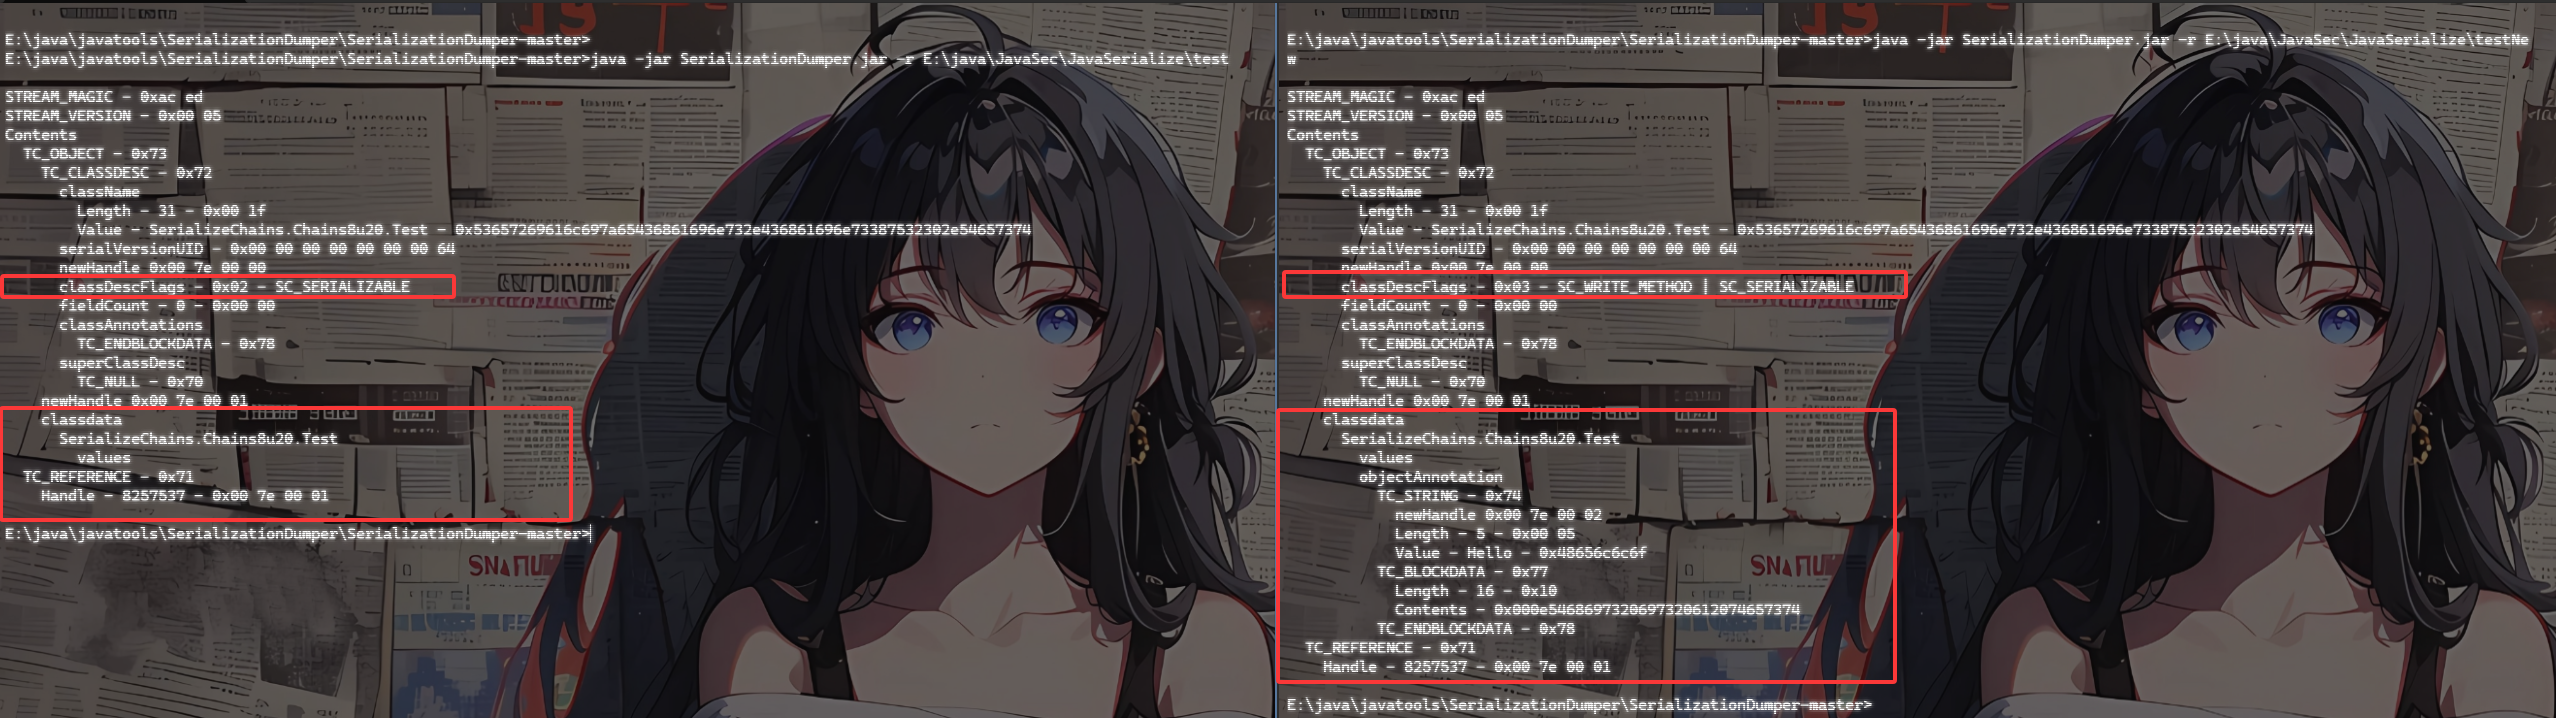 E:\java\javatools\SerializationDumper\SerializationDumper-master>
E:\java\javatools\SerializationDumper\SerializationDumper-master>java -jar SerializationDumper.jar -r E:\java\JavaSec\JavaSerialize\test
STREAM_MAGIC - 0xac ed
STREAM_VERSION - 0x00 05
Contents
TC_OBJECT - 0x73
TC_CLASSDESC - 0x72
className
Length - 31 - 0x00 1f
Value - SerializeChains.Chains8u20.Test - 0x53657269616c697a65436861696e732e436861696e73387532302e54657374
serialVersionUID - 0x00 00 00 00 00 00 00 64
newHandle 0x00 7e 00 00
classDescFlags - 0x02 - SC_SERIALIZABLE
fieldCount - 0 - 0x00 00
classAnnotations
TC_ENDBLOCKDATA - 0x78
superClassDesc
TC_NULL - 0x70
newHandle 0x00 7e 00 01
classdata
SerializeChains.Chains8u20.Test
values
TC_REFERENCE - 0x71
Handle - 8257537 - 0x00 7e 00 01
E:\java\javatools\SerializationDumper\SerializationDumper-master>
E:\java\javatools\SerializationDumper\SerializationDumper-master>java -jar SerializationDumper.jar -r E:\java\JavaSec\JavaSerialize\testNe
w
STREAM_MAGIC - 0xac ed
STREAM_VERSION - 0x00 05
Contents
TC_OBJECT - 0x73
TC_CLASSDESC - 0x72
className
Length - 31 - 0x00 1f
Value - SerializeChains.Chains8u20.Test - 0x53657269616c697a65436861696e732e436861696e73387532302e54657374
serialVersionUID - 0x00 00 00 00 00 00 00 64
newHandle 0x00 7e 00 00
classDescFlags - 0x03 - SC_WRITE_METHOD | SC_SERIALIZABLE
fieldCount - 0 - 0x00 00
classAnnotations
TC_ENDBLOCKDATA - 0x78
superClassDesc
TC_NULL - 0x70
newHandle 0x00 7e 00 01
classdata
SerializeChains.Chains8u20.Test
values
objectAnnotation
TC_STRING - 0x74
newHandle 0x00 7e 00 02
Length - 5 - 0x00 05
Value - Hello - 0x48656c6c6f
TC_BLOCKDATA - 0x77
Length - 16 - 0x10
Contents - 0x000e546869732069732061207465737​4
TC_ENDBLOCKDATA - 0x78
TC_REFERENCE - 0x71
Handle - 8257537 - 0x00 7e 00 01
E:\java\javatools\SerializationDumper\SerializationDumper-master>